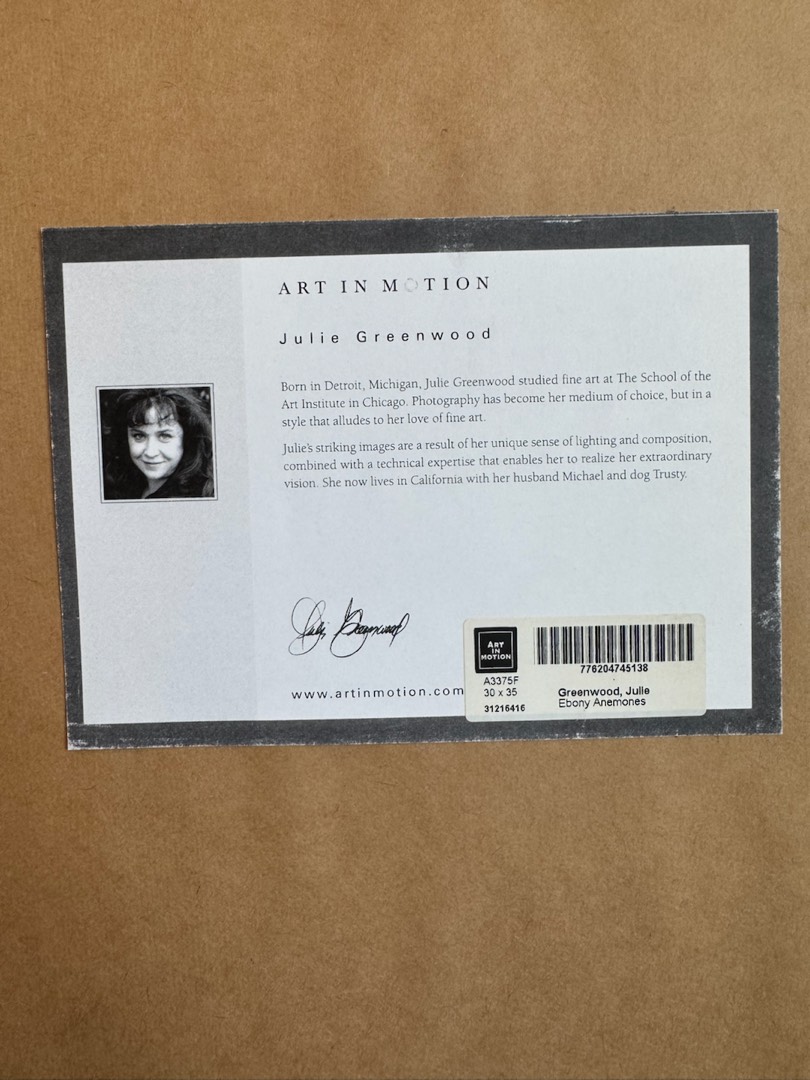 ART IN MOTION
Julie Greenwood
Born in Detroit, Michigan, Julie Greenwood studied fine art at The School of the
Art Institute in Chicago. Photography has become her medium of choice, but in a
style that alludes to her love of fine art.
Julie's striking images are a result of her unique sense of lighting and composition,
combined with a technical expertise that enables her to realize her extraordinary
vision. She now lives in California with her husband Michael and dog Trusty.
Julie Greenwood
www.artinmotion.com
ART
IN
MOTION
776204745138
A3375F
30 x 35
31216416
Greenwood, Julie
Ebony Anemones